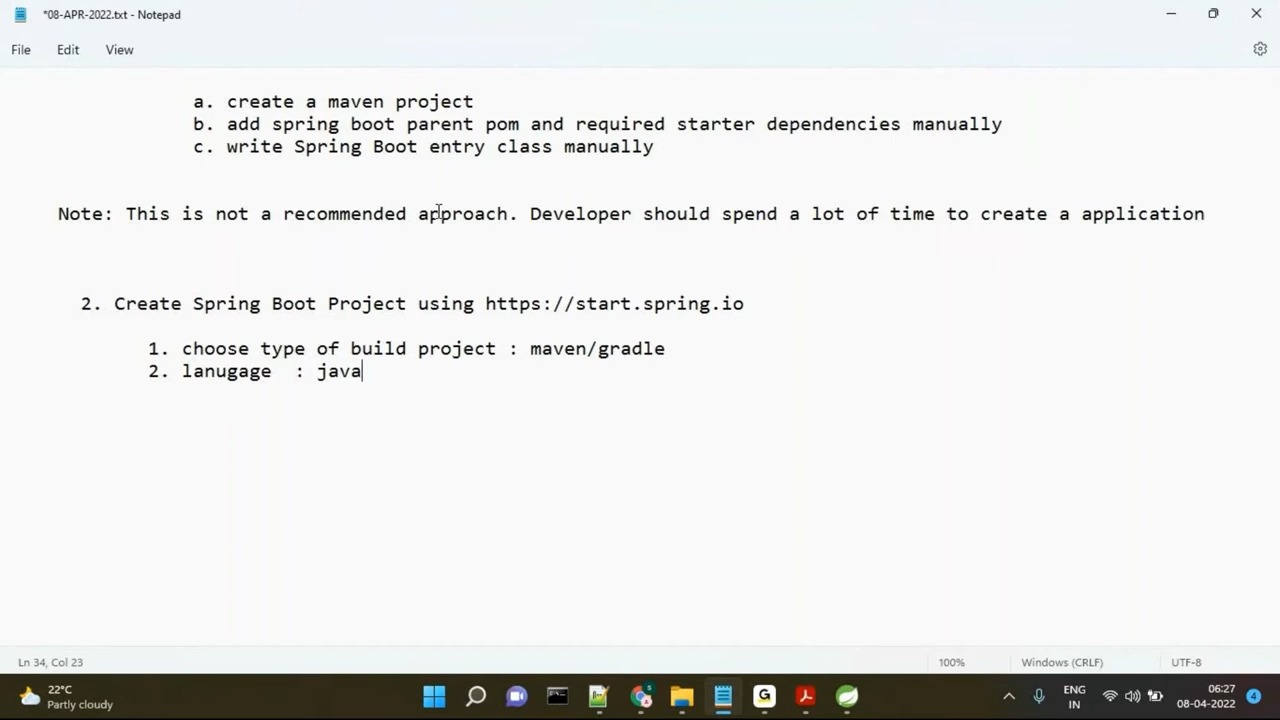 *08-APR-2022.txt - Notepad
File Edit View
a. create a maven project
b. add spring boot parent pom and required starter dependencies manually
c. write Spring Boot entry class manually
Note: This is not a recommended approach. Developer should spend a lot of time to create a application
2. Create Spring Boot Project using https://start.spring.io
1. choose type of build project : maven/gradle
2. lanugage : java
Ln 34, Col 23 100% Windows (CRLF) UTF-8
22°C
Partly cloudy
S
G
ENG
IN
06:27
08-04-2022
4